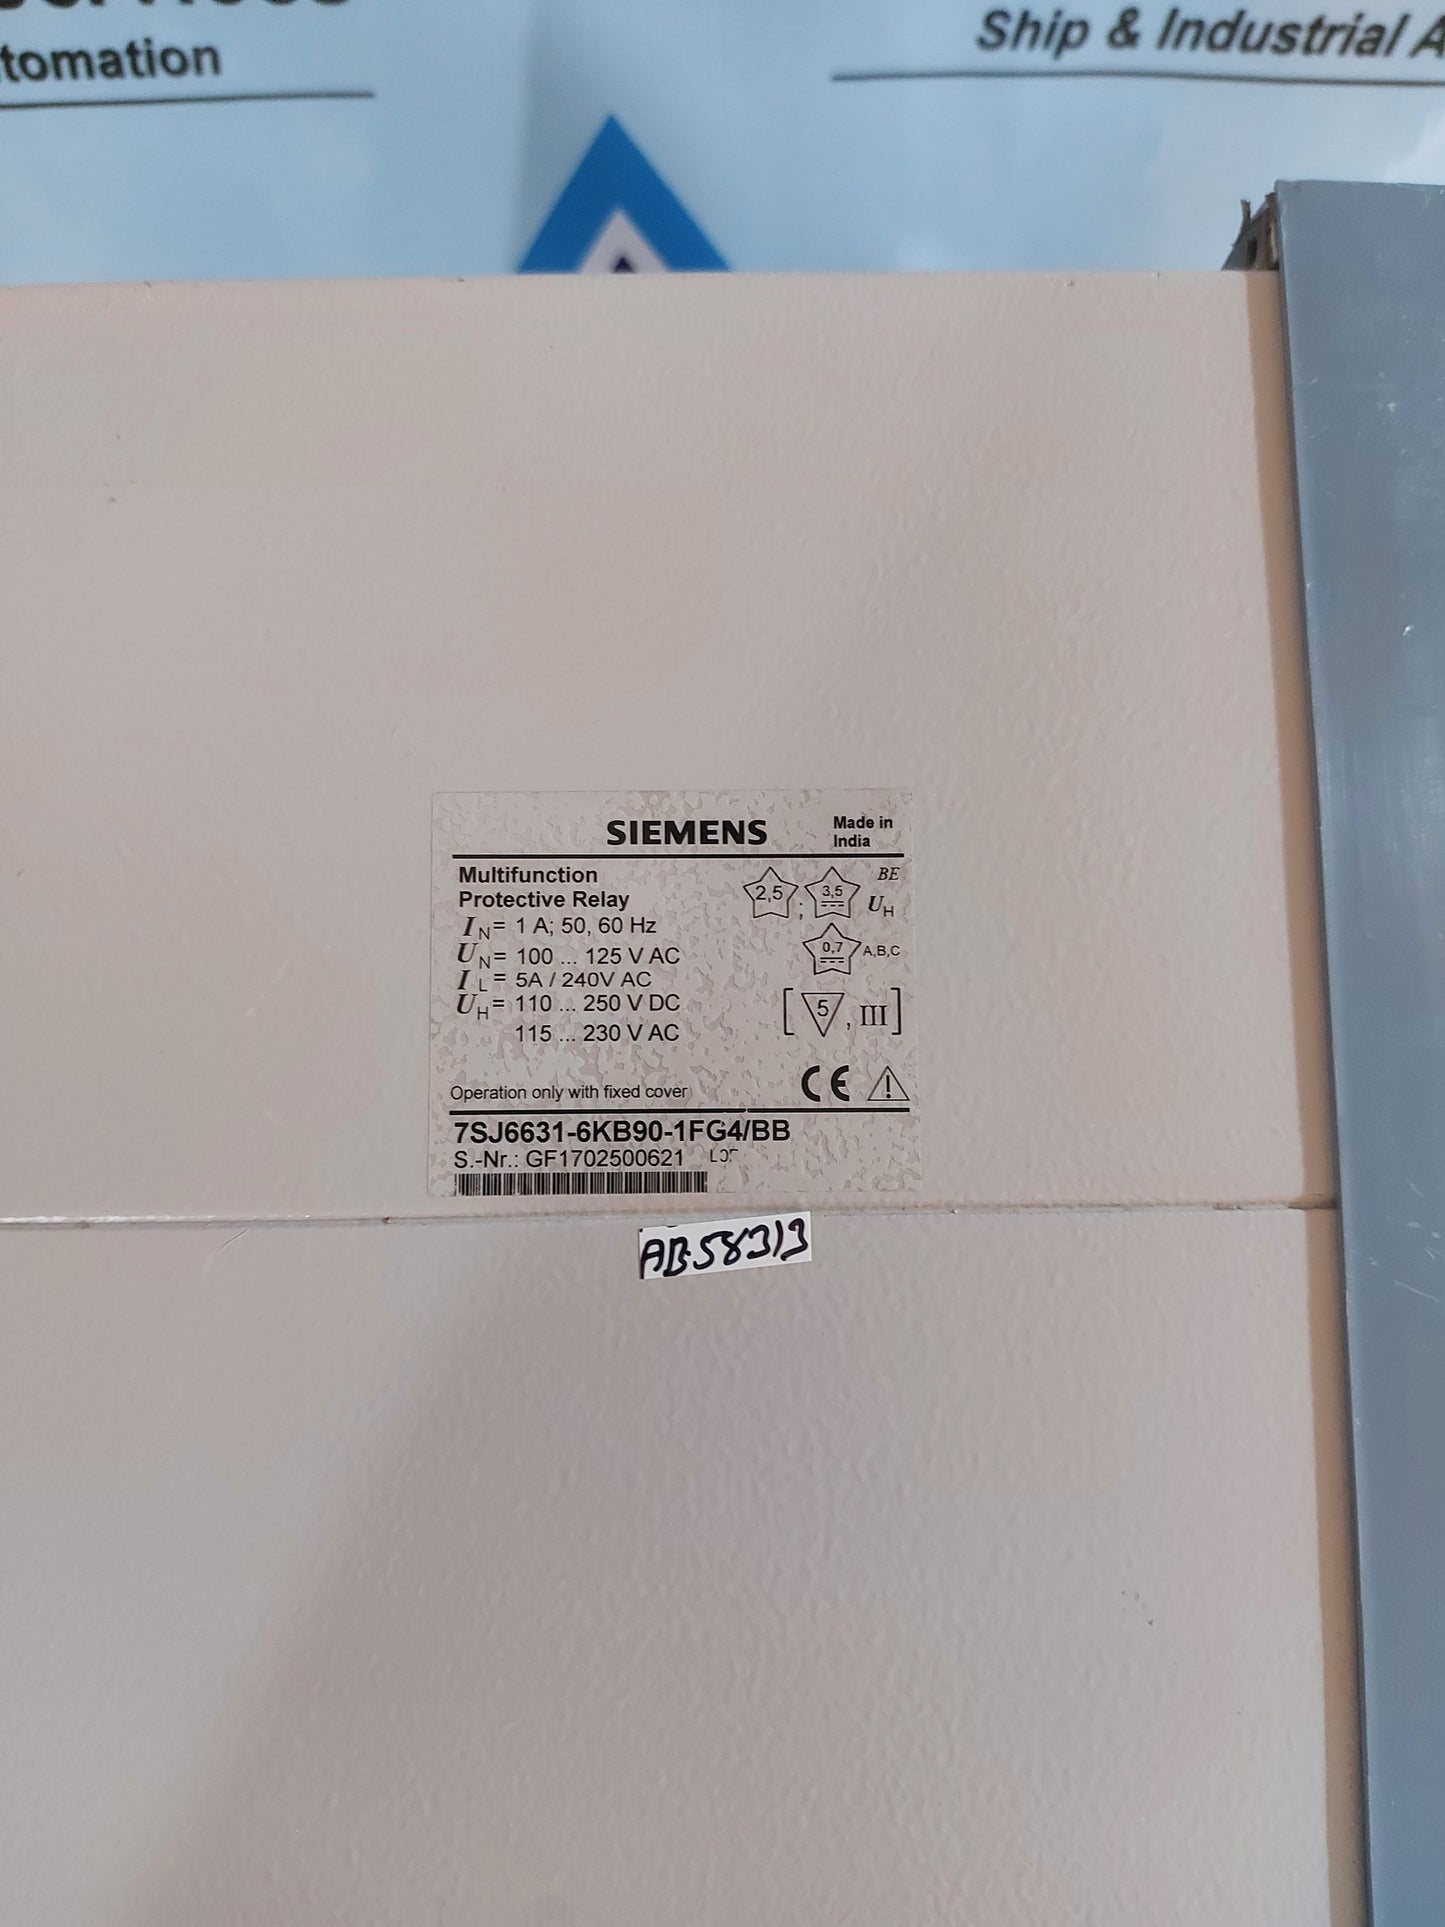 tomation
Ship & Industrial A
SIEMENS
Made in
India
Multifunction
Protective Relay
2,5 ; 3,5 BE
UH
IN= 1 A; 50, 60 Hz
UN= 100 ... 125 V AC
0,7 A,B,C
IL= 5A / 240V AC
UH= 110 ... 250 V DC
115 ... 230 V AC
[ 5 , III ]
Operation only with fixed cover
CE
7SJ6631-6KB90-1FG4/BB
S.-Nr.: GF1702500621
AB58313